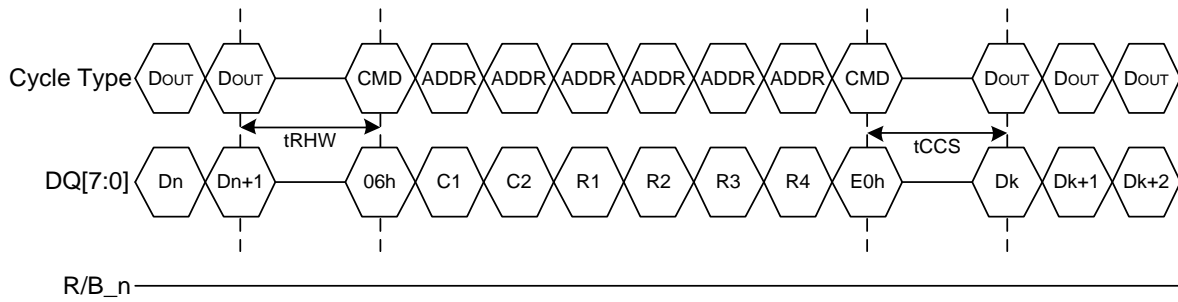 Cycle Type DOUT DOUT CMD ADDR ADDR ADDR ADDR ADDR ADDR CMD DOUT DOUT DOUT
tRHW tCCS
DQ[7:0] Dn Dn+1 06h C1 C2 R1 R2 R3 R4 E0h Dk Dk+1 Dk+2
R/B_n